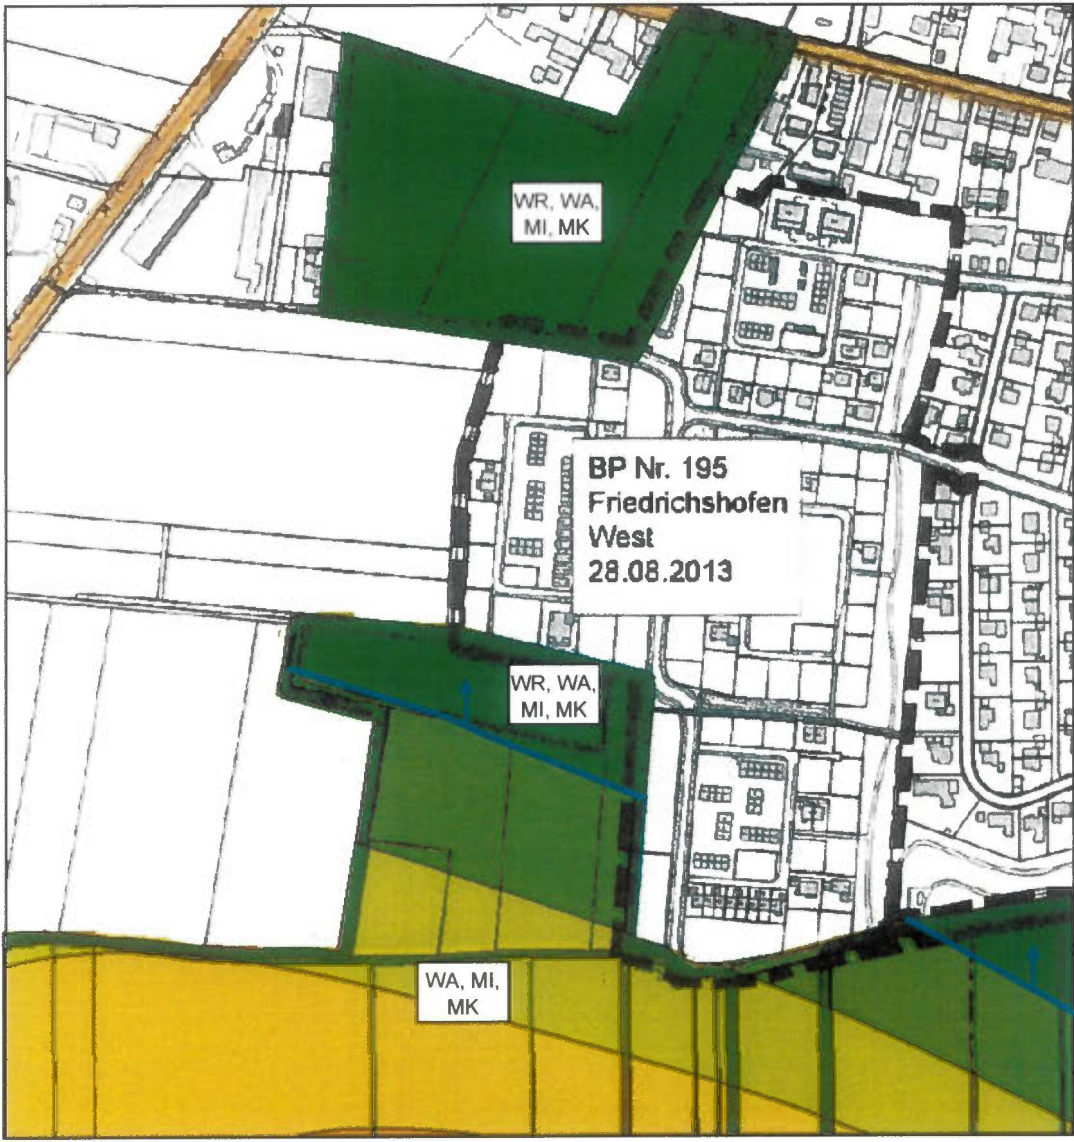 WR, WA,
MI, MK
BP Nr. 195
Friedrichshofen
West
28.08.2013
WR, WA,
MI, MK
WA, MI,
MK